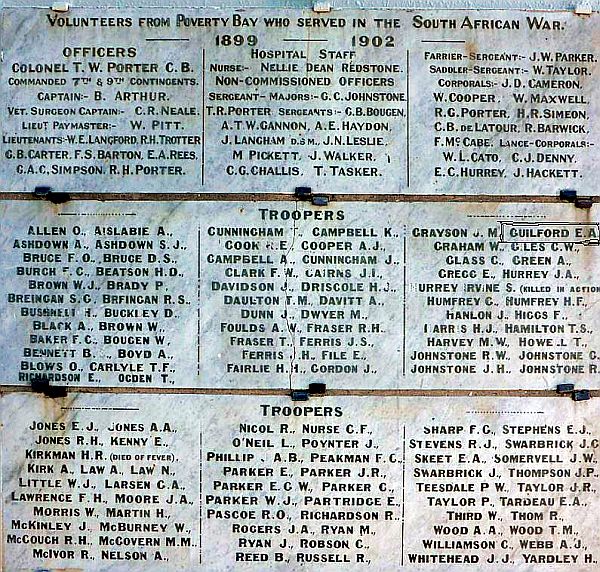 VOLUNTEERS FROM POVERTY BAY WHO SERVED IN THE SOUTH AFRICAN WAR.
1899 — 1902
OFFICERS
COLONEL T. W. PORTER C.B.
COMMANDED 7TH & 9TH CONTINGENTS.
CAPTAIN:- B. ARTHUR.
VET. SURGEON CAPTAIN:- C.R. NEALE.
LIEUT PAYMASTER:- W. PITT.
LIEUTENANTS:-W.E. LANGFORD. R.H. TROTTER
G.B. CARTER. F.S. BARTON. E.A. REES.
G.A.C. SIMPSON. R.H. PORTER.
HOSPITAL STAFF.
NURSE:- NELLIE DEAN REDSTONE.
NON-COMMISSIONED OFFICERS
SERGEANT-MAJORS:-G.C. JOHNSTONE.
T.R. PORTER SERGEANTS:-G.B. BOUGEN.
A.T.W. GANNON. A.E. HAYDON.
J. LANGHAM D.S.M. J.N. LESLIE.
M PICKETT. J. WALKER.
C.G. CHALLIS. T. TASKER.
FARRIER-SERGEANT:-J.W. PARKER.
SADDLER-SERGEANT:-W. TAYLOR.
CORPORALS:-J.D. CAMERON.
W. COOPER. W. MAXWELL.
R.G. PORTER. H.R. SIMEON.
C.B. DE LATOUR. R. BARWICK.
F. MCCABE. LANCE-CORPORALS:-
W.L. CATO. C.J. DENNY.
E.C. HURREY. J. HACKETT.
TROOPERS
ALLEN O., AISLABIE A.,
ASHDOWN A., ASHDOWN S.J.,
BRUCE F.O., BRUCE D.S.,
BURCH F.C., BEATSON H.D.,
BROWN W.J., BRADY P.,
BREINGAN S.C., BREINGAN R.S.,
BUSHNELL H., BUCKLEY D.,
BLACK A., BROWN W.,
BAKER F.C., BOUGEN W.,
BENNETT B., BOYD A.,
BLOWS O., CARLYLE T.F.,
RICHARDSON E., OGDEN T.,
CUNNINGHAM T., CAMPBELL K.,
COOK E., COOPER A.J.,
CAMPBELL A., CUNNINGHAM J.,
CLARK F.W., CAIRNS J.I.,
DAVIDSON J., DRISCOLE H.J.,
DAULTON T.M., DAVITT A.,
DUNN J., DWYER M.,
FOULDS A.W., FRASER R.H.,
FRASER T., FERRIS J.S.,
FERRIS H., FILE E.,
FAIRLIE H., GORDON J.,
GRAYSON J.M. GUILFORD E.A
GRAHAM W. GILES C.W.,
GLASS C., GREEN A.,
GREGG E., HURREY J.A.,
HURREY IRVINE S. (KILLED IN ACTION
HUMFREY G., HUMFREY H.F.,
HANLON J., HIGGS F.,
HARRIS H.J., HAMILTON T.S.,
HARVEY M.W., HOWELL T.,
JOHNSTONE R.W., JOHNSTONE
JOHNSTONE J.H., JOHNSTONE R
TROOPERS
JONES E.J., JONES A.A.,
JONES R.H., KENNY E.,
KIRKMAN H.R. (DIED OF FEVER).
KIRK A., LAW A., LAW N.,
LITTLE W.J., LARSEN C.A.,
LAWRENCE F.H., MOORE J.A.,
MORRIS W., MARTIN H.,
MCKINLEY J., MCBURNEY W.,
MCCOUGH R.H., MCGOVERN M.M.,
MCIVOR R., NELSON A.,
NICOL R., NURSE C.F.,
O'NEIL L., POYNTER J.,
PHILLIP A.B., PEAKMAN F.C.,
PARKER E., PARKER J.R.,
PARKER E.C.W., PARKER C.,
PARKER W.J., PARTRIDGE E.,
PASCOE R.O., RICHARDSON R.,
ROGERS J.A., RYAN M.,
RYAN J., ROBSON C.,
REED B., RUSSELL R.,
SHARP F.G., STEPHENS E.J.,
STEVENS R.J., SWARBRICK J.C
SKEET E.A., SOMERVELL J.W.,
SWARBRICK J., THOMPSON J.P.,
TEESDALE P.W., TAYLOR J.R.,
TAYLOR P., TARDEAU E.A.,
THIRD W., THOM R.,
WOOD A.A., WOOD T.M.,
WILLIAMSON C., WEBB A.J.,
WHITEHEAD J.J., YARDLEY H.,